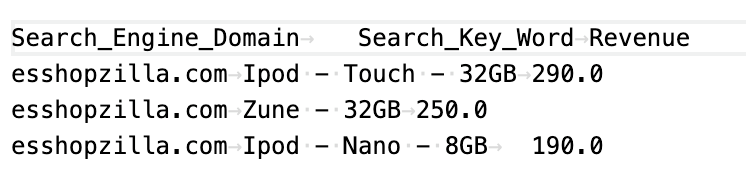 Search_Engine_Domain	Search_Key_Word	Revenue
esshopzilla.com	Ipod - Touch - 32GB	290.0
esshopzilla.com	Zune - 32GB	250.0
esshopzilla.com	Ipod - Nano - 8GB	190.0